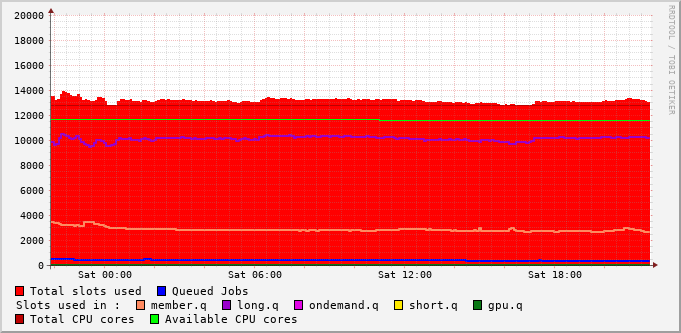 20000
18000
16000
14000
12000
10000
8000
6000
4000
2000
0
Sat 00:00 Sat 06:00 Sat 12:00 Sat 18:00
RRDTOOL / TOBI OETIKER
Total slots used Queued Jobs
Slots used in : member.q long.q ondemand.q short.q gpu.q
Total CPU cores Available CPU cores